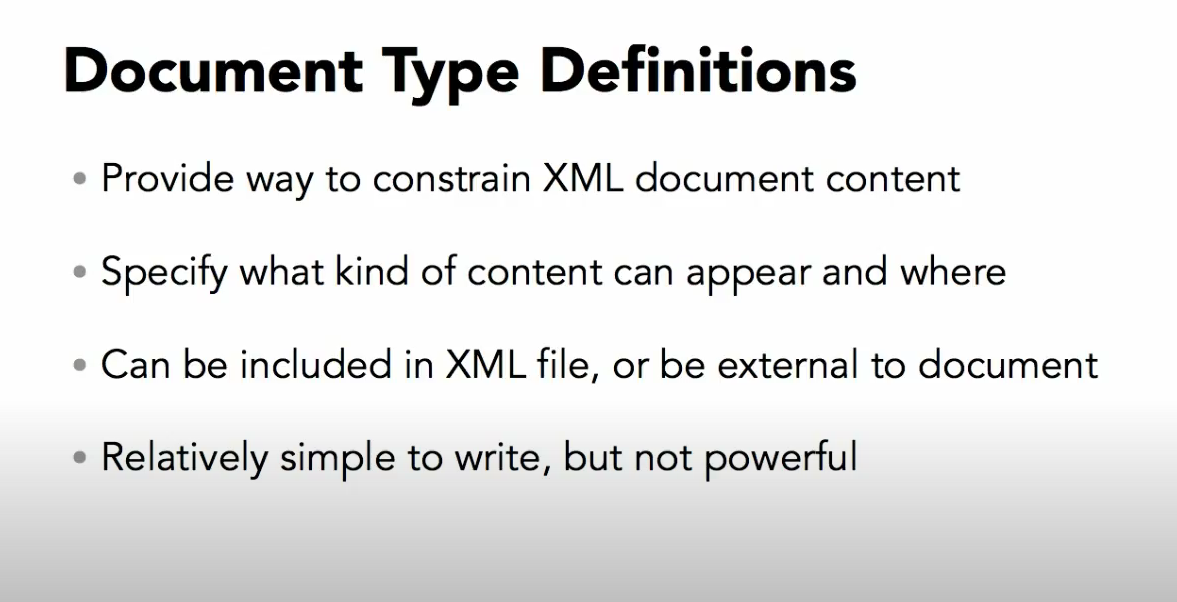 Document Type Definitions
• Provide way to constrain XML document content
• Specify what kind of content can appear and where
• Can be included in XML file, or be external to document
• Relatively simple to write, but not powerful